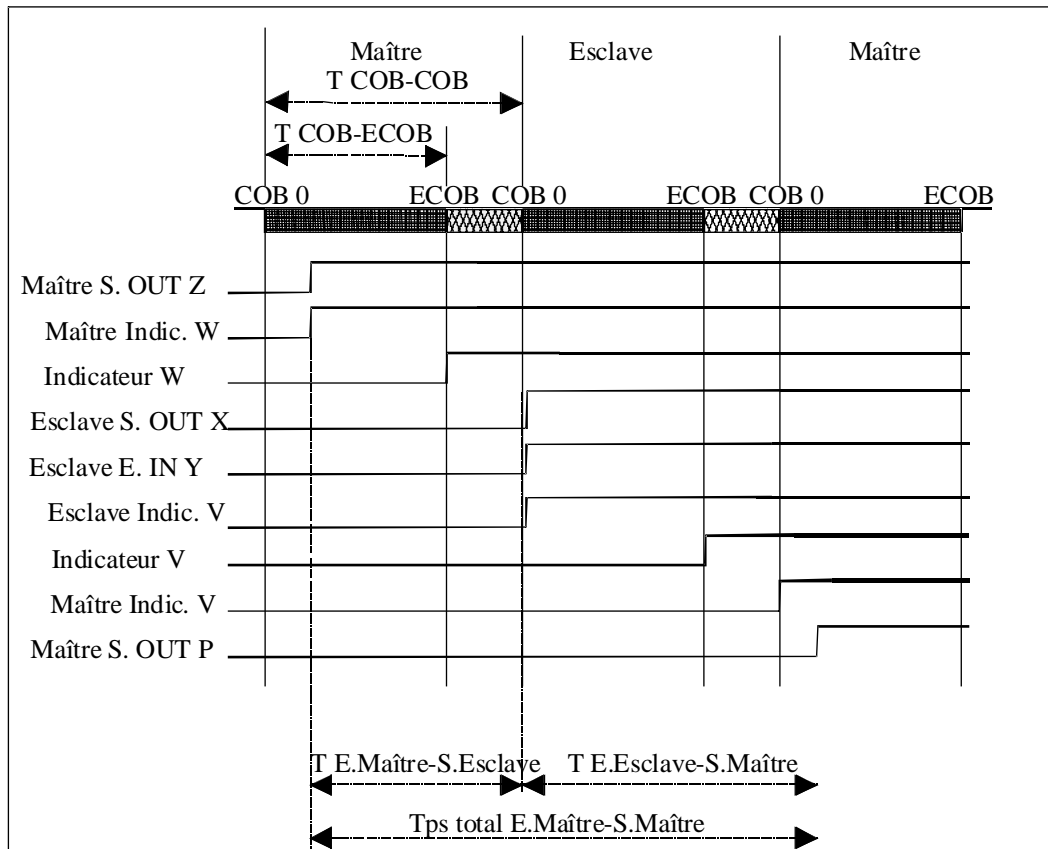 Maître Esclave Maître
T COB-COB
T COB-ECOB
COB 0 ECOB COB 0 ECOB COB 0 ECOB
Maître S. OUT Z
Maître Indic. W
Indicateur W
Esclave S. OUT X
Esclave E. IN Y
Esclave Indic. V
Indicateur V
Maître Indic. V
Maître S. OUT P
T E.Maître-S.Esclave T E.Esclave-S.Maître
Tps total E.Maître-S.Maître